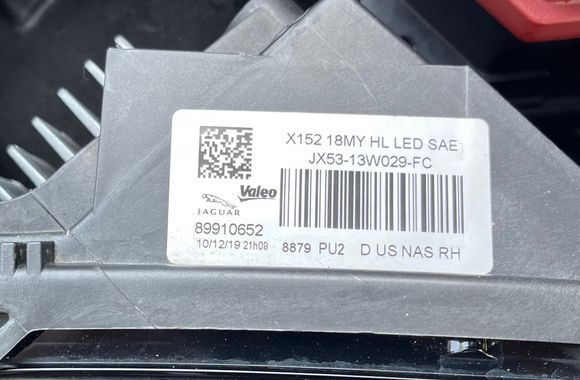 X152 18MY HL LED SAE
JX53-13W029-FC
Valeo
JAGUAR
89910652
10/12/19 21h09
8879 PU2 D US NAS RH